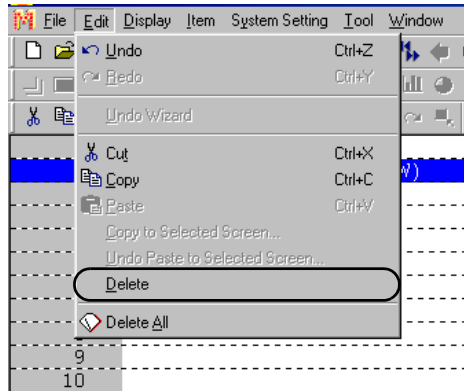 File Edit Display Item System Setting Tool Window
Undo Ctrl+Z
Redo Ctrl+Y
Undo Wizard
Cut Ctrl+X
Copy Ctrl+C
Paste Ctrl+V
Copy to Selected Screen...
Undo Paste to Selected Screen...
Delete
Delete All
9
10